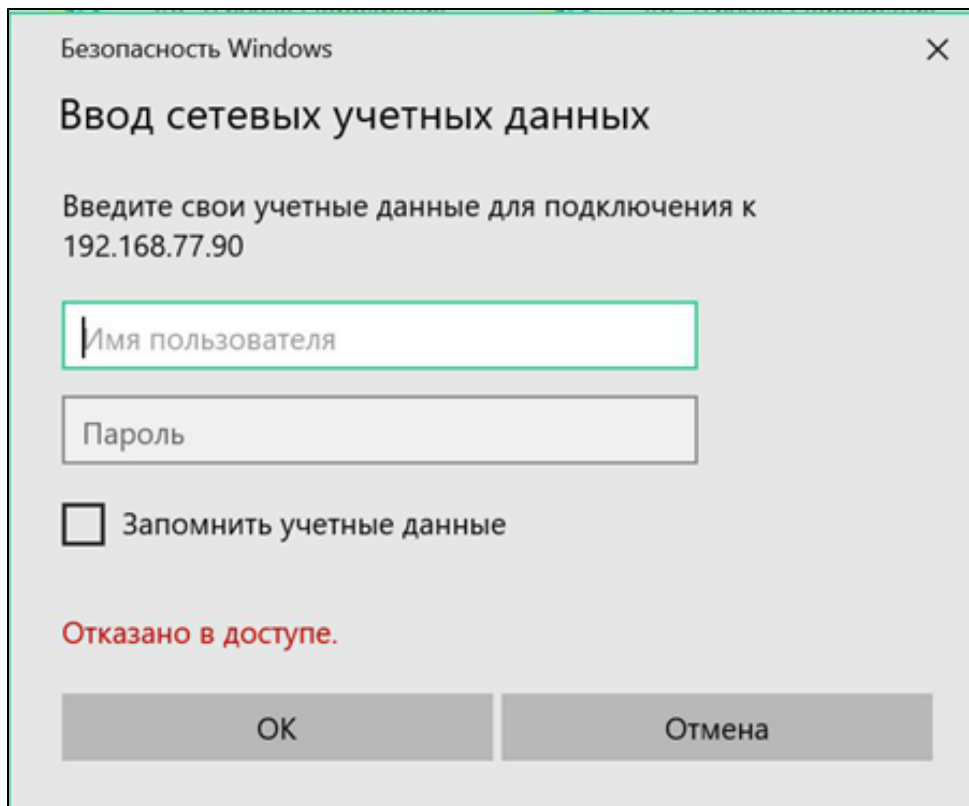 Безопасность Windows
Ввод сетевых учетных данных
Введите свои учетные данные для подключения к
192.168.77.90
Имя пользователя
Пароль
Запомнить учетные данные
Отказано в доступе.
ОК
Отмена